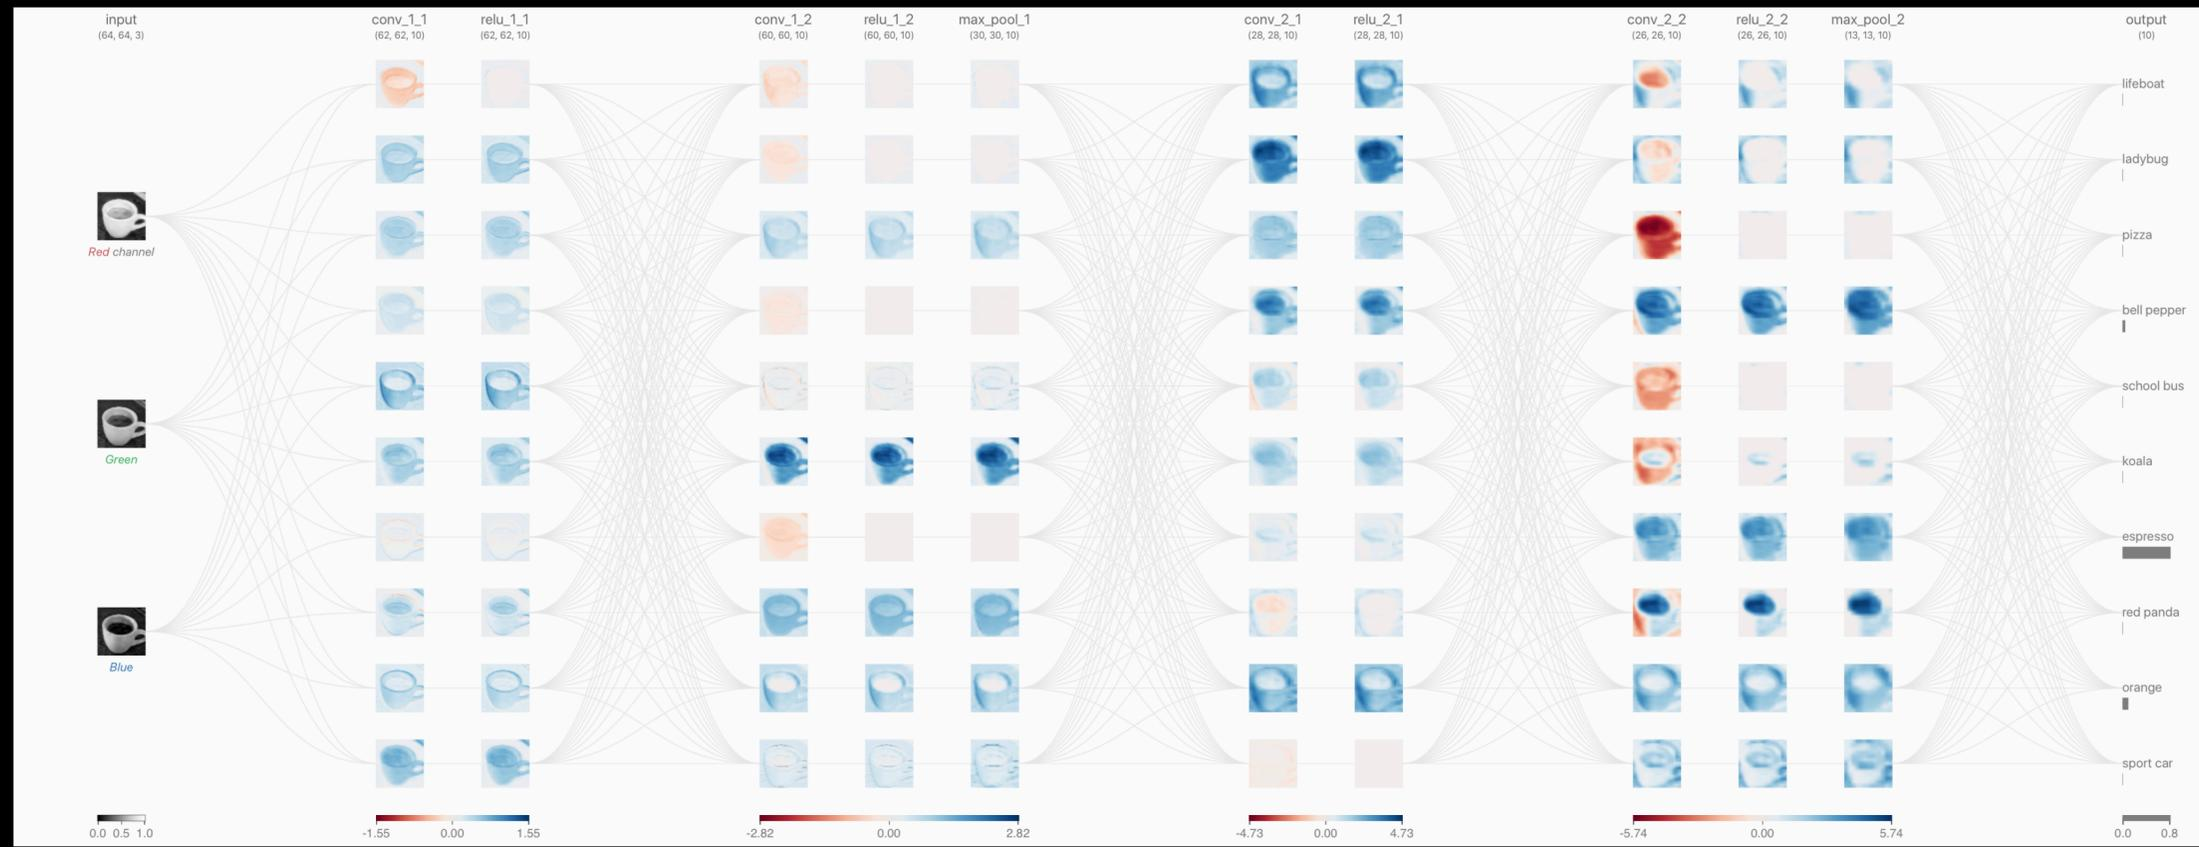 input
(64, 64, 3)
conv_1_1
(62, 62, 10)
relu_1_1
(62, 62, 10)
conv_1_2
(60, 60, 10)
relu_1_2
(60, 60, 10)
max_pool_1
(30, 30, 10)
conv_2_1
(28, 28, 10)
relu_2_1
(28, 28, 10)
conv_2_2
(26, 26, 10)
relu_2_2
(26, 26, 10)
max_pool_2
(13, 13, 10)
output
(10)
Red channel
Green
Blue
lifeboat
ladybug
pizza
bell pepper
school bus
koala
espresso
red panda
orange
sport car
0.0 0.5 1.0
-1.55 0.00 1.55
-2.82 0.00 2.82
-4.73 0.00 4.73
-5.74 0.00 5.74
0.0 0.8